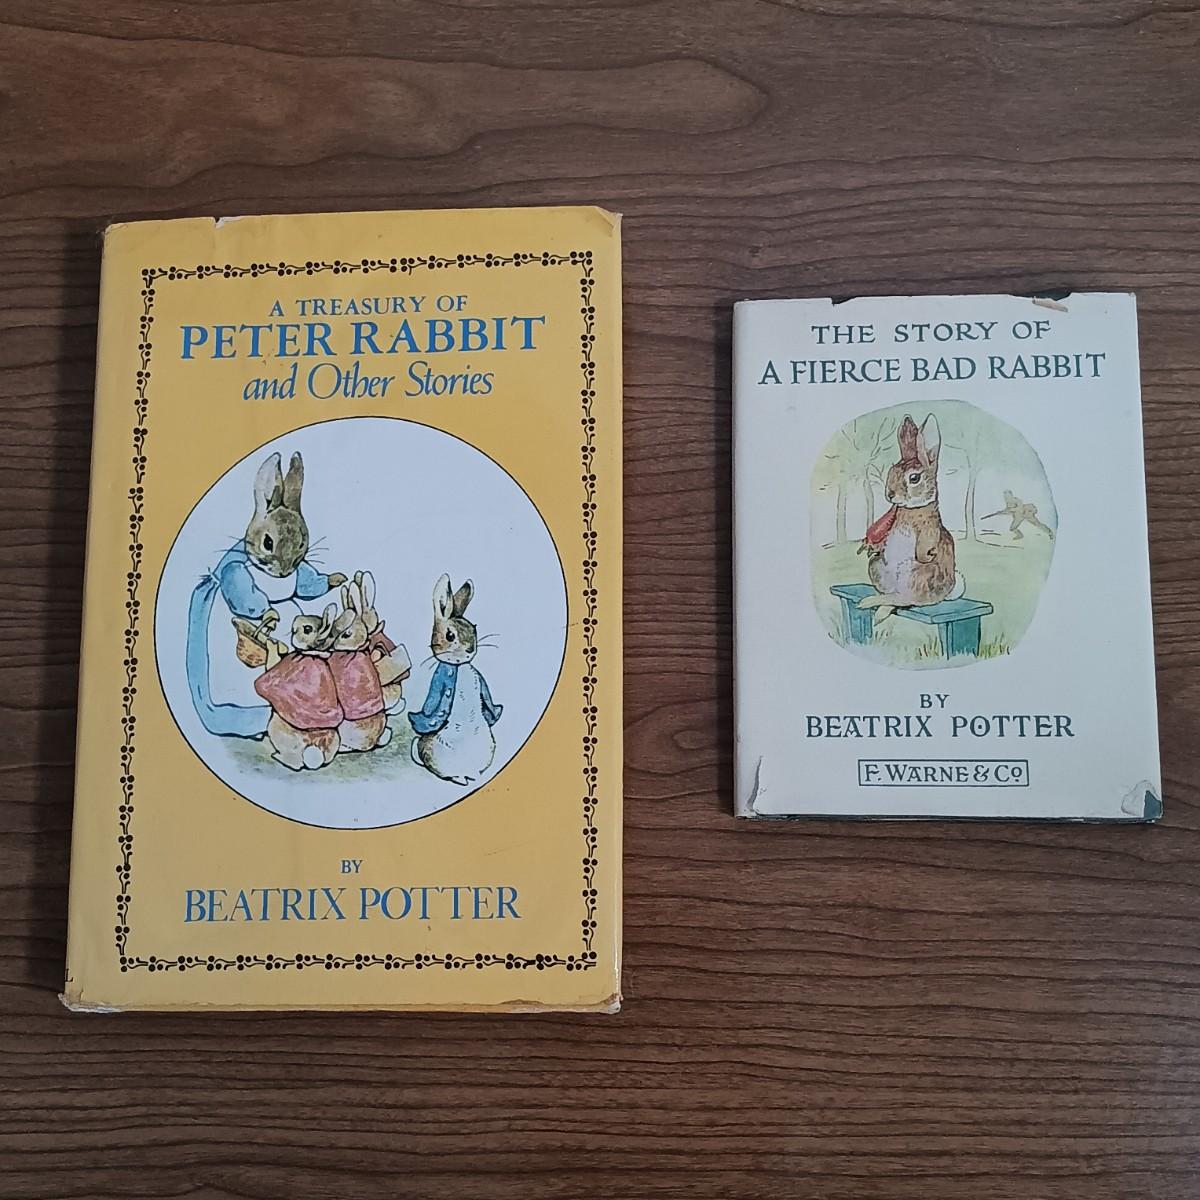 A TREASURY OF
PETER RABBIT
and Other Stories
BY
BEATRIX POTTER
L
THE STORY OF
A FIERCE BAD RABBIT
BY
BEATRIX POTTER
F. WARNE & Cº